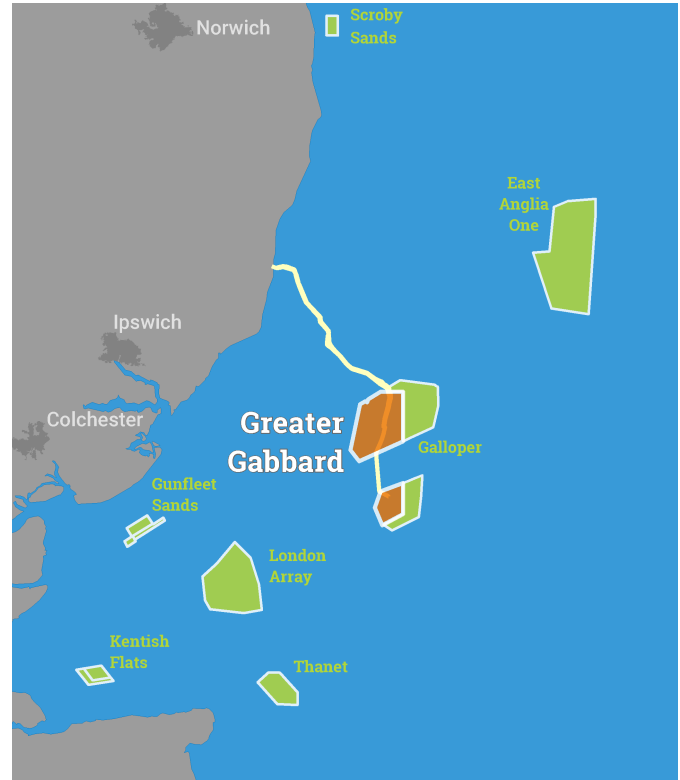 Norwich
Scroby
Sands
East
Anglia
One
Ipswich
Colchester
Greater
Gabbard
Galloper
Gunfleet
Sands
London
Array
Kentish
Flats
Thanet